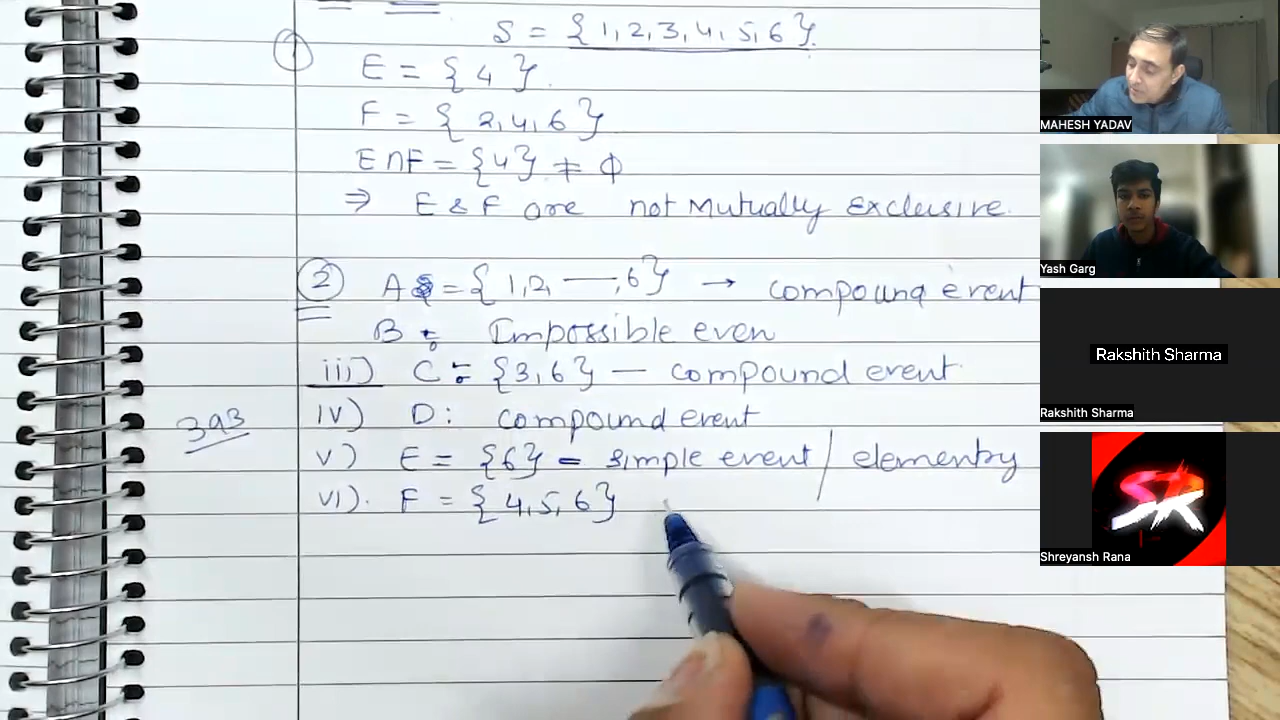 S = {1,2,3,4,5,6}.
1
E = {4}.
F = {2,4,6}
E∩F = {4} ≠ ϕ
⇒ E & F are not Mutually Exclusive.
2 A = {1,2, —,6} → compound event
B : Impossible even
iii) C : {3,6} — compound event.
iv) D: compound event
v) E = {6} - simple event / elementry
vi). F = {4,5,6}
MAHESH YADAV
Yash Garg
Rakshith Sharma
Rakshith Sharma
SR
Shreyansh Rana